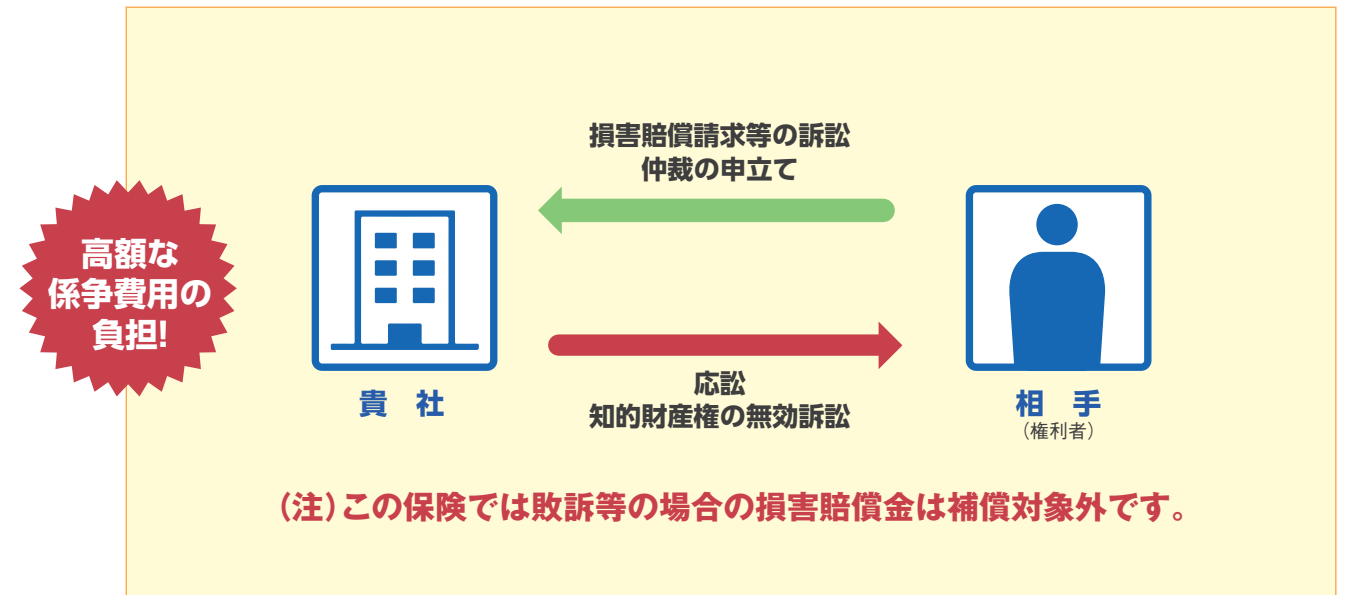 損害賠償請求等の訴訟
仲裁の申立て
高額な
係争費用の
負担!
貴 社
応訴
知的財産権の無効訴訟
相 手
（権利者）
（注）この保険では敗訴等の場合の損害賠償金は補償対象外です。